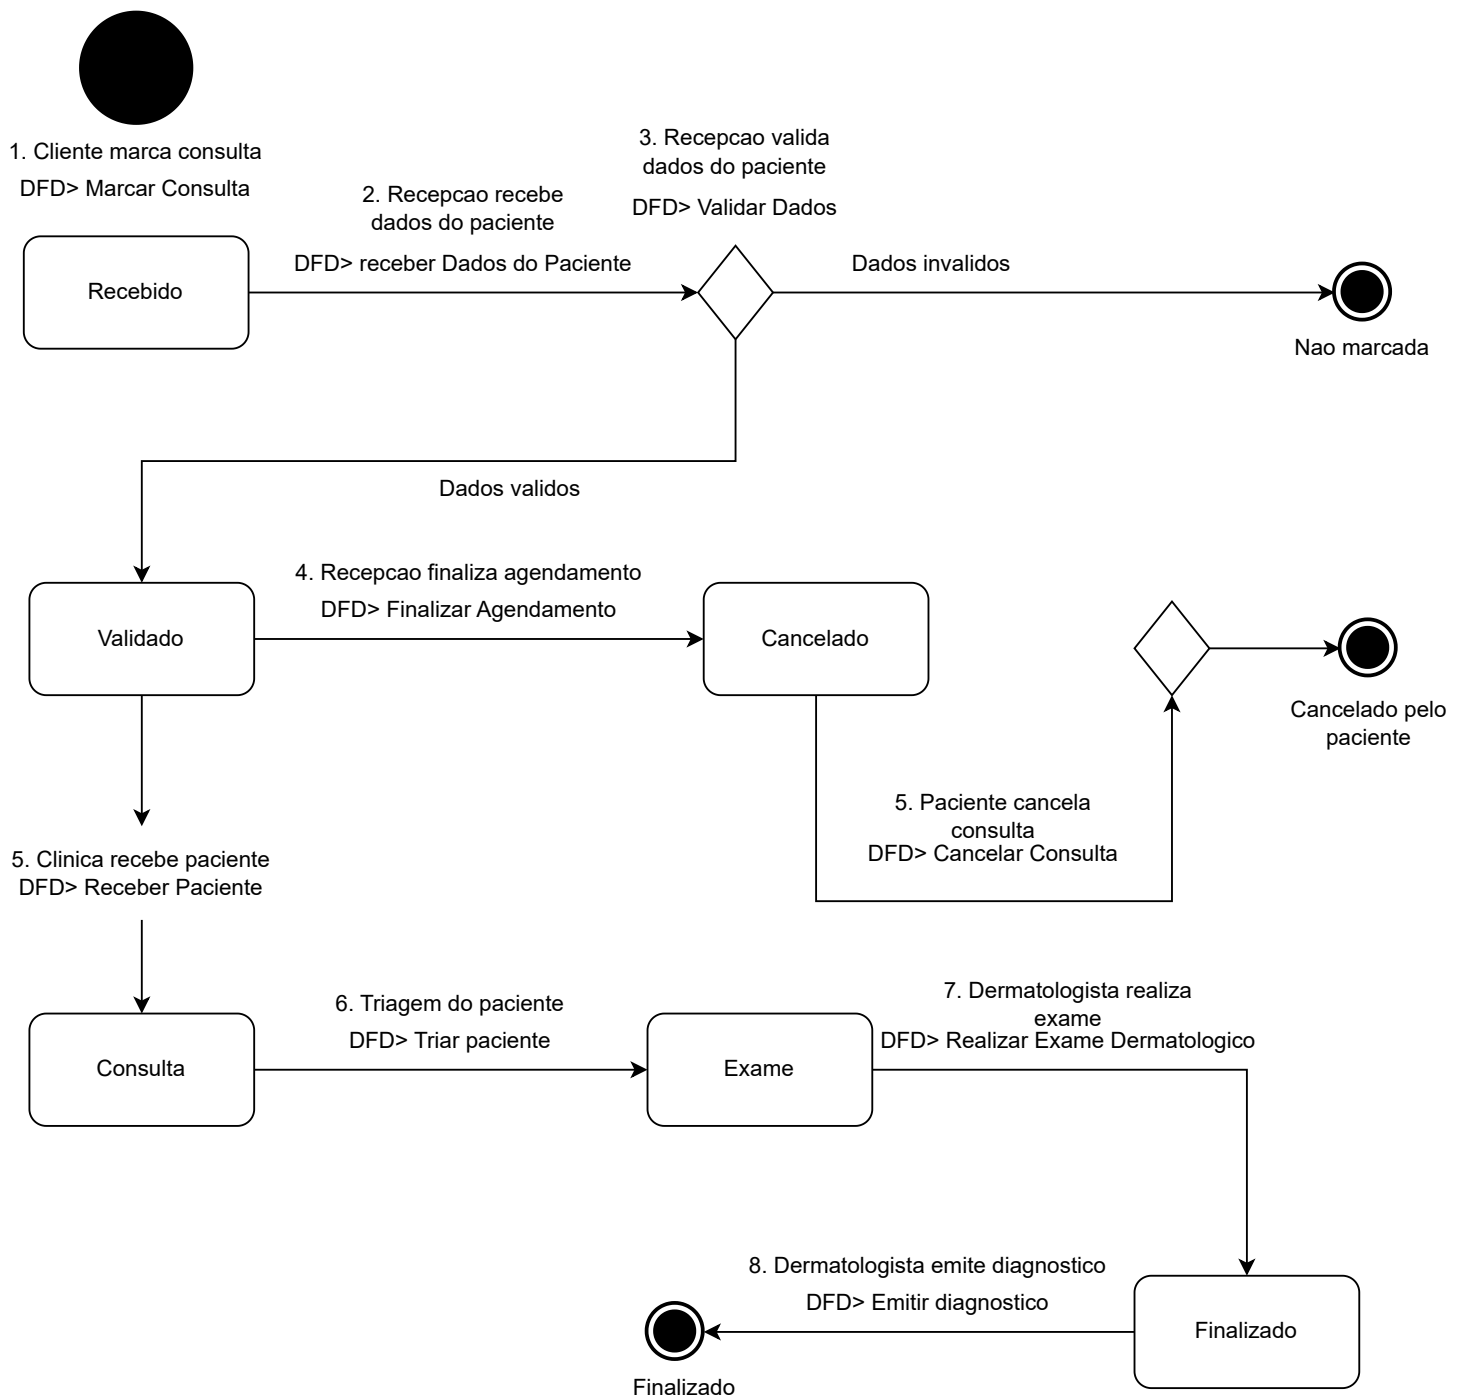 1. Cliente marca consulta
DFD> Marcar Consulta
2. Recepcao recebe
dados do paciente
DFD> receber Dados do Paciente
3. Recepcao valida
dados do paciente
DFD> Validar Dados
Recebido
Dados invalidos
Nao marcada
Dados validos
Validado
4. Recepcao finaliza agendamento
DFD> Finalizar Agendamento
Cancelado
Cancelado pelo
paciente
5. Paciente cancela
consulta
DFD> Cancelar Consulta
5. Clinica recebe paciente
DFD> Receber Paciente
Consulta
6. Triagem do paciente
DFD> Triar paciente
Exame
7. Dermatologista realiza
exame
DFD> Realizar Exame Dermatologico
8. Dermatologista emite diagnostico
DFD> Emitir diagnostico
Finalizado
Finalizado